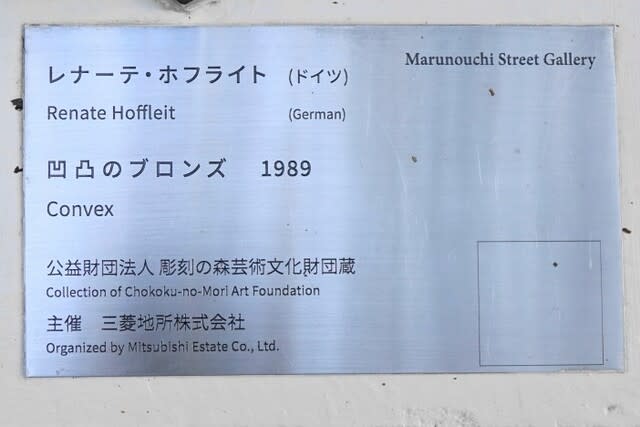 Marunouchi Street Gallery
レナーテ・ホフライト (ドイツ)
Renate Hoffleit (German)
凹凸のブロンズ 1989
Convex
公益財団法人 彫刻の森芸術文化財団蔵
Collection of Chokoku-no-Mori Art Foundation
主催 三菱地所株式会社
Organized by Mitsubishi Estate Co., Ltd.